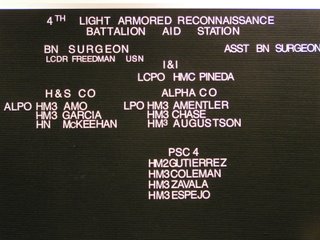 4TH LIGHT ARMORED RECONNAISSANCE
BATTALION AID STATION
BN SURGEON ASST BN SURGEON
LCDR FREEDMAN USN
I&I
LCPO HMC PINEDA
H&S CO ALPHA CO
ALPO HM3 AMO LPO HM3 AMENTLER
HM3 GARCIA HM3 CHASE
HN McKEEHAN HM3 AUGUSTSON
PSC 4
HM2 GUTIERREZ
HM3 COLEMAN
HM3 ZAVALA
HM3 ESPEJO